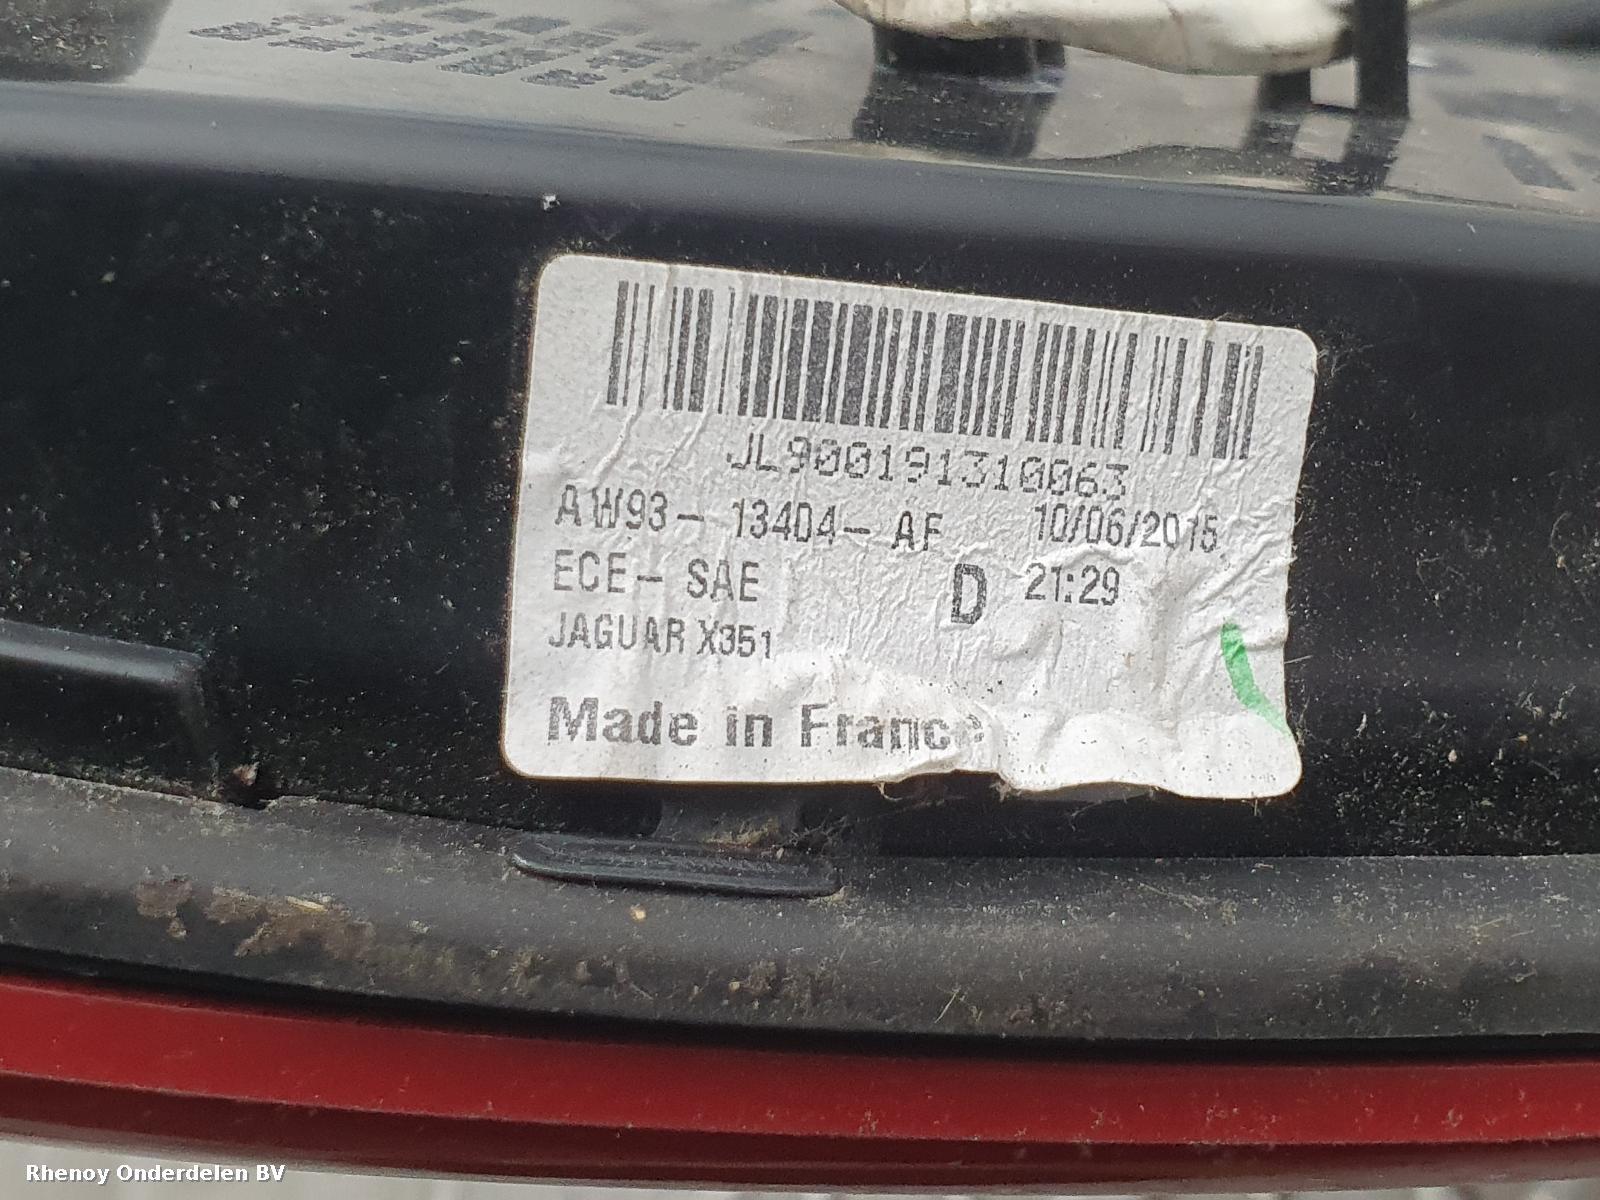 JL900191310063
AW93- 13404- AF 10/06/2015
ECE- SAE D 21:29
JAGUAR X351
Made in France
Rhenoy Onderdelen BV